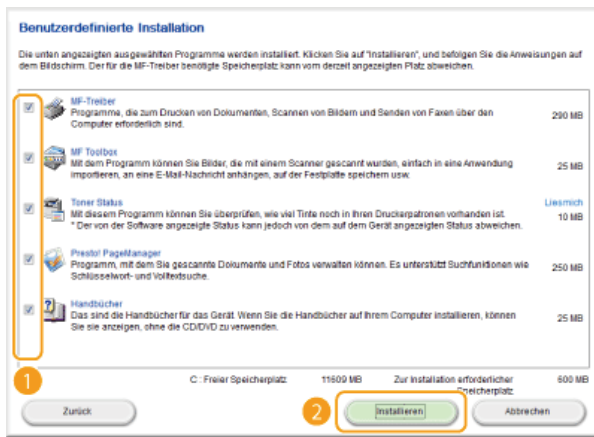 Benutzerdefinierte Installation
Die unten angezeigten ausgewählten Programme werden installiert. Klicken Sie auf "Installieren", und befolgen Sie die Anweisungen auf
dem Bildschirm. Der für die MF-Treiber benötigte Speicherplatz kann vom derzeit angezeigten Platz abweichen.
MF-Treiber
Programme, die zum Drucken von Dokumenten, Scannen von Bildern und Senden von Faxen über den
Computer erforderlich sind.
290 MB
MF Toolbox
Mit dem Programm können Sie Bilder, die mit einem Scanner gescannt wurden, einfach in eine Anwendung
importieren, an eine E-Mail-Nachricht anhängen, auf der Festplatte speichern usw.
25 MB
Toner Status
Liesmich
Mit diesem Programm können Sie überprüfen, wie viel Tinte noch in Ihren Druckerpatronen vorhanden ist.
* Der von der Software angezeigte Status kann jedoch von dem auf dem Gerät angezeigten Status abweichen.
10 MB
Presto! PageManager
Programm, mit dem Sie gescannte Dokumente und Fotos verwalten können. Es unterstützt Suchfunktionen wie
Schlüsselwort- und Volltextsuche.
250 MB
Handbücher
Das sind die Handbücher für das Gerät. Wenn Sie die Handbücher auf Ihrem Computer installieren, können
Sie sie anzeigen, ohne die CD/DVD zu verwenden.
25 MB
1
C : Freier Speicherplatz
11609 MB
Zur Installation erforderlicher
Speicherplatz
600 MB
Zurück
2
Installieren
Abbrechen